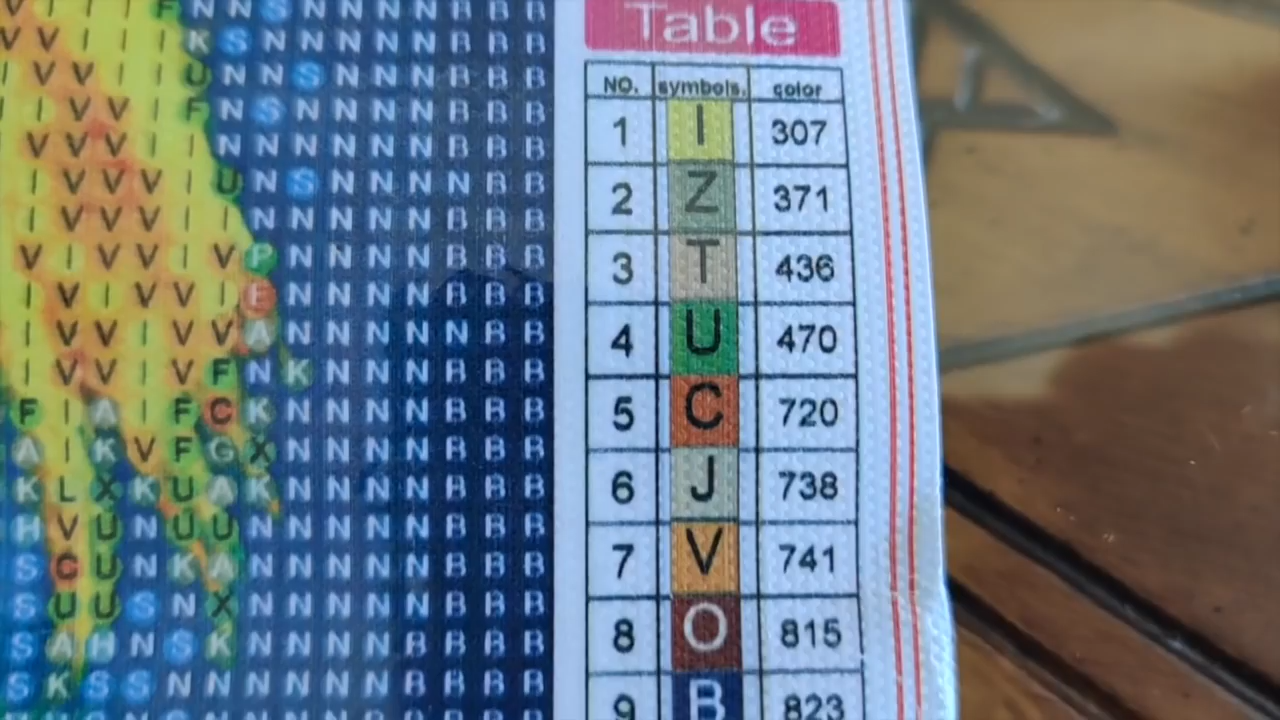 V I I I F N N S N N N N B B B
V V I I I K S N N N N N B B B
I V V I I U N N S N N N B B B
I I V V I F N S N N N N B B B
V V V I I N N N N N N B B B
I V V V I U N S N N N N B B
I V V V I I N N N N N B B B
V I V V I V P N N N N B B B
I V I V V I E N N N N B B B
I V V I V V A N N N N N B B
I V V I V F N K N N N B B B
F I A I F C K N N N N B B B
A I K V F G X N N N N B B B
K L X K U A K N N N N B B B
H V U N U U N N N N N B B B
S C U N K A N N N N N B B B
S U U S N X N N N N N B B B
S A H N S K N N N N B B B B
S K S S N N N N N N B B B B
Table
NO. symbols. color
1 I 307
2 Z 371
3 T 436
4 U 470
5 C 720
6 J 738
7 V 741
8 O 815
9 B 823